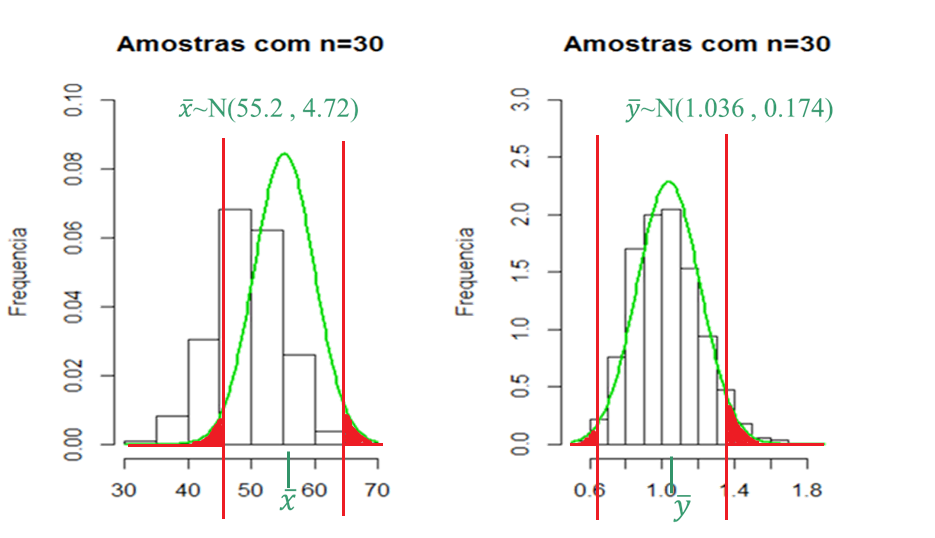 Amostras com n=30
x̄~N(55.2 , 4.72)
Frequencia
0.00 0.02 0.04 0.06 0.08 0.10
30 40 50 60 70
x̄
Amostras com n=30
ȳ~N(1.036 , 0.174)
Frequencia
0.0 0.5 1.0 1.5 2.0 2.5 3.0
0.6 1.0 1.4 1.8
ȳ